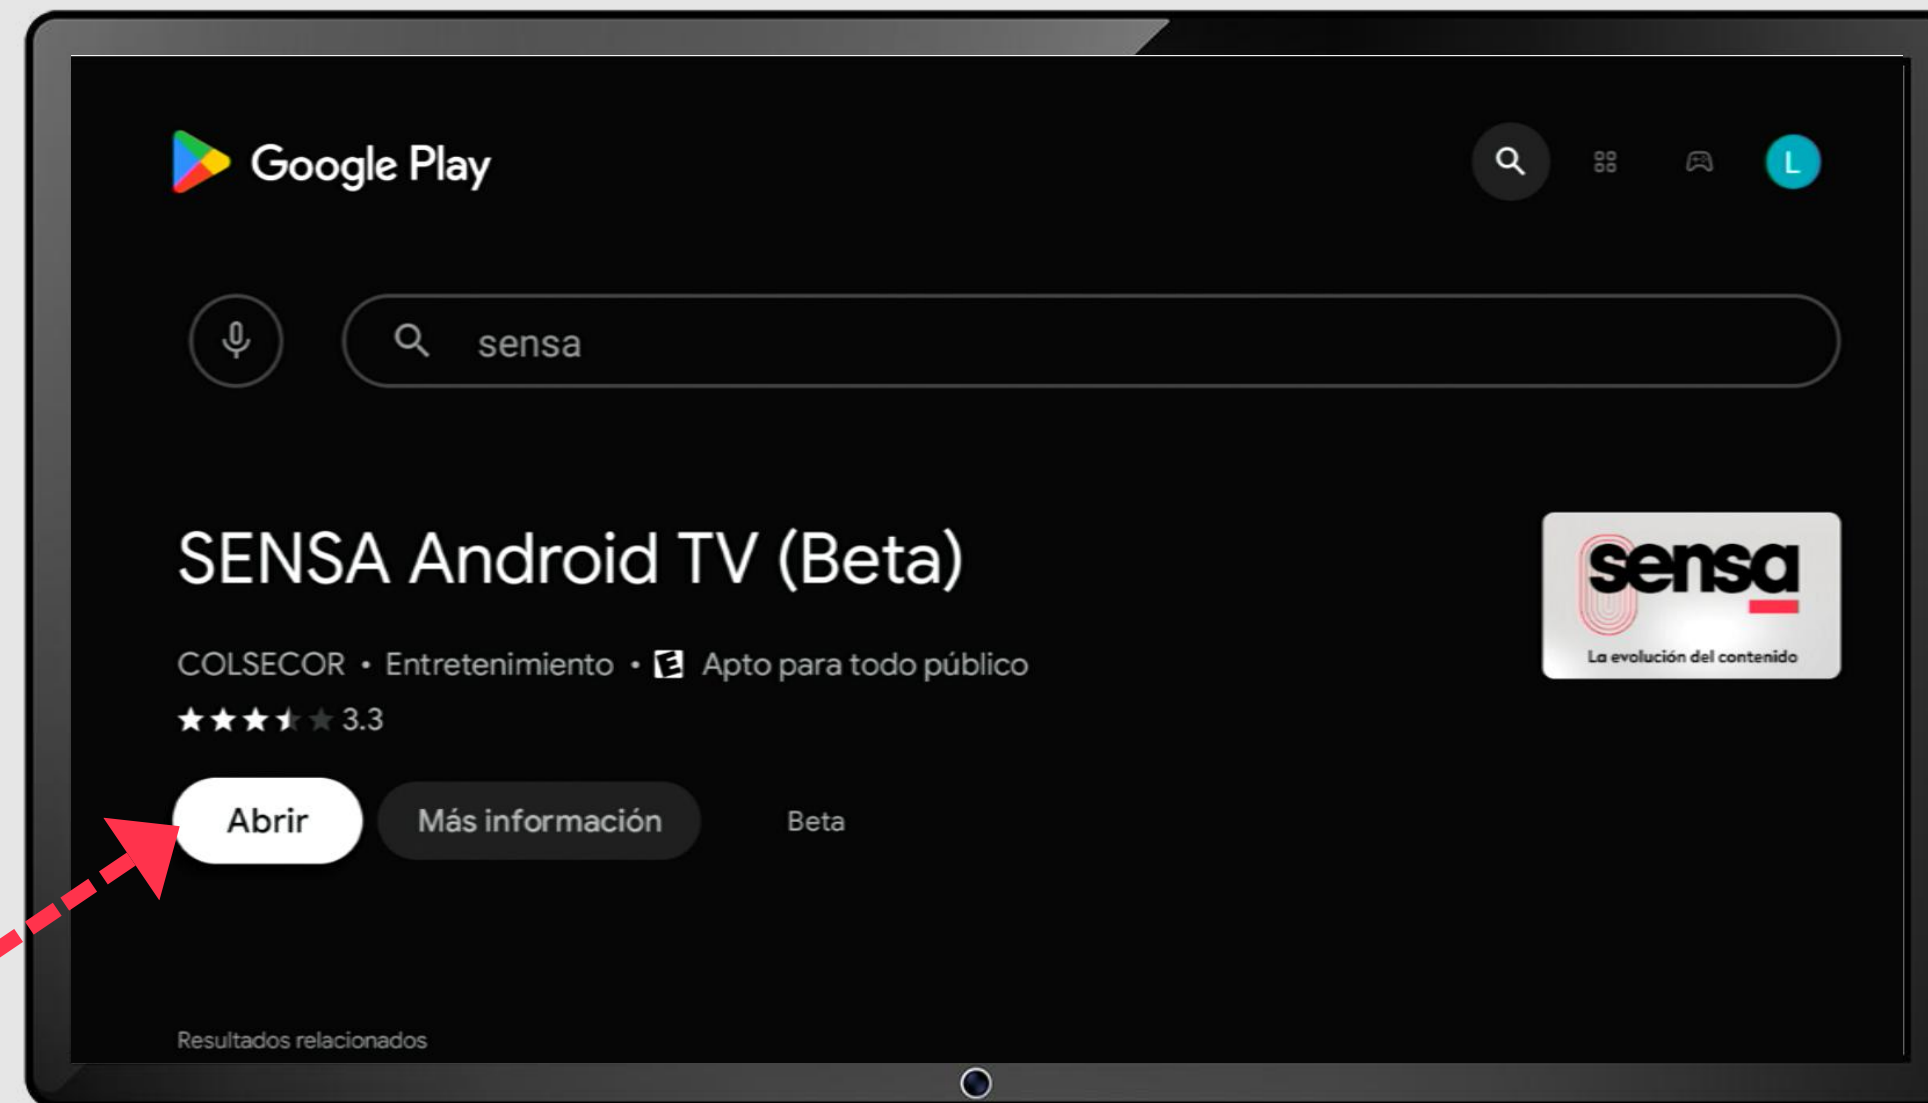 Google Play
L
sensa
SENSA Android TV (Beta)
sensa
La evolución del contenido
COLSECOR • Entretenimiento • E Apto para todo público
3.3
Abrir
Más información
Beta
Resultados relacionados